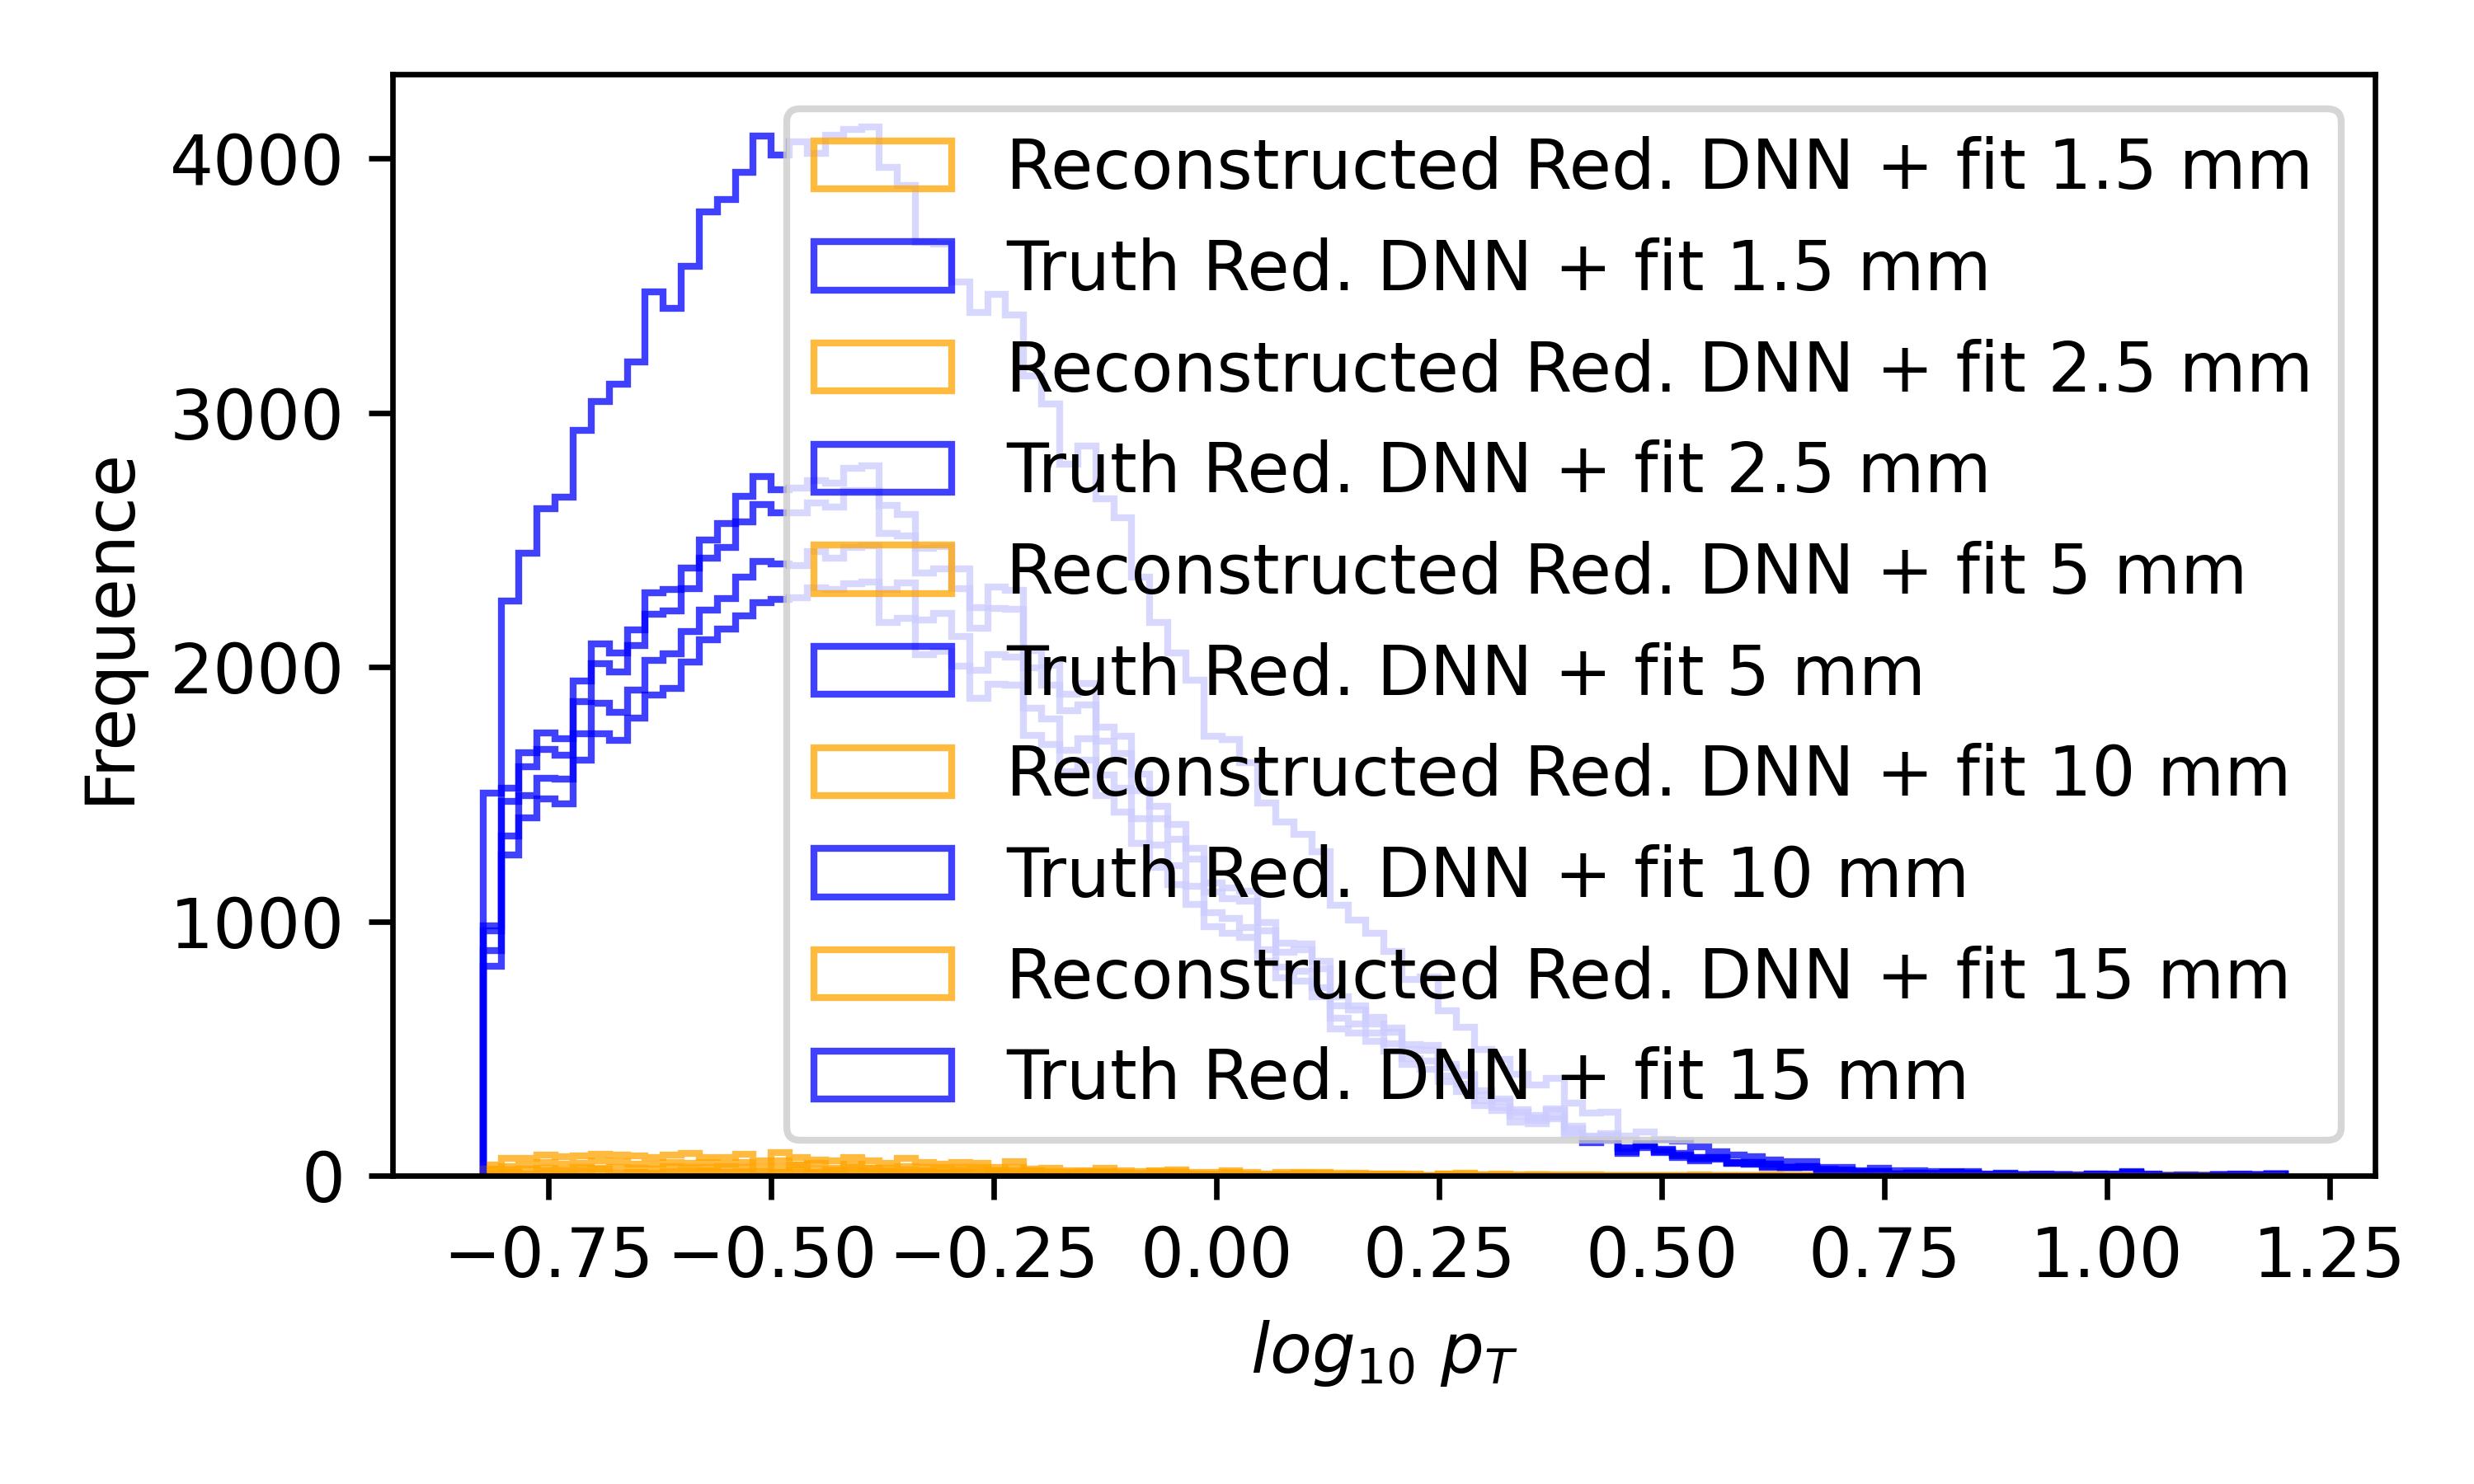 4000
3000
2000
1000
0
Frequence
Reconstructed Red. DNN + fit 1.5 mm
Truth Red. DNN + fit 1.5 mm
Reconstructed Red. DNN + fit 2.5 mm
Truth Red. DNN + fit 2.5 mm
Reconstructed Red. DNN + fit 5 mm
Truth Red. DNN + fit 5 mm
Reconstructed Red. DNN + fit 10 mm
Truth Red. DNN + fit 10 mm
Reconstructed Red. DNN + fit 15 mm
Truth Red. DNN + fit 15 mm
−0.75 −0.50 −0.25 0.00 0.25 0.50 0.75 1.00 1.25
log₁₀ p_T